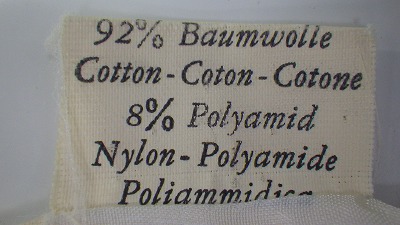 92% Baumwolle
Cotton - Coton - Cotone
8% Polyamid
Nylon - Polyamide
Poliammidica